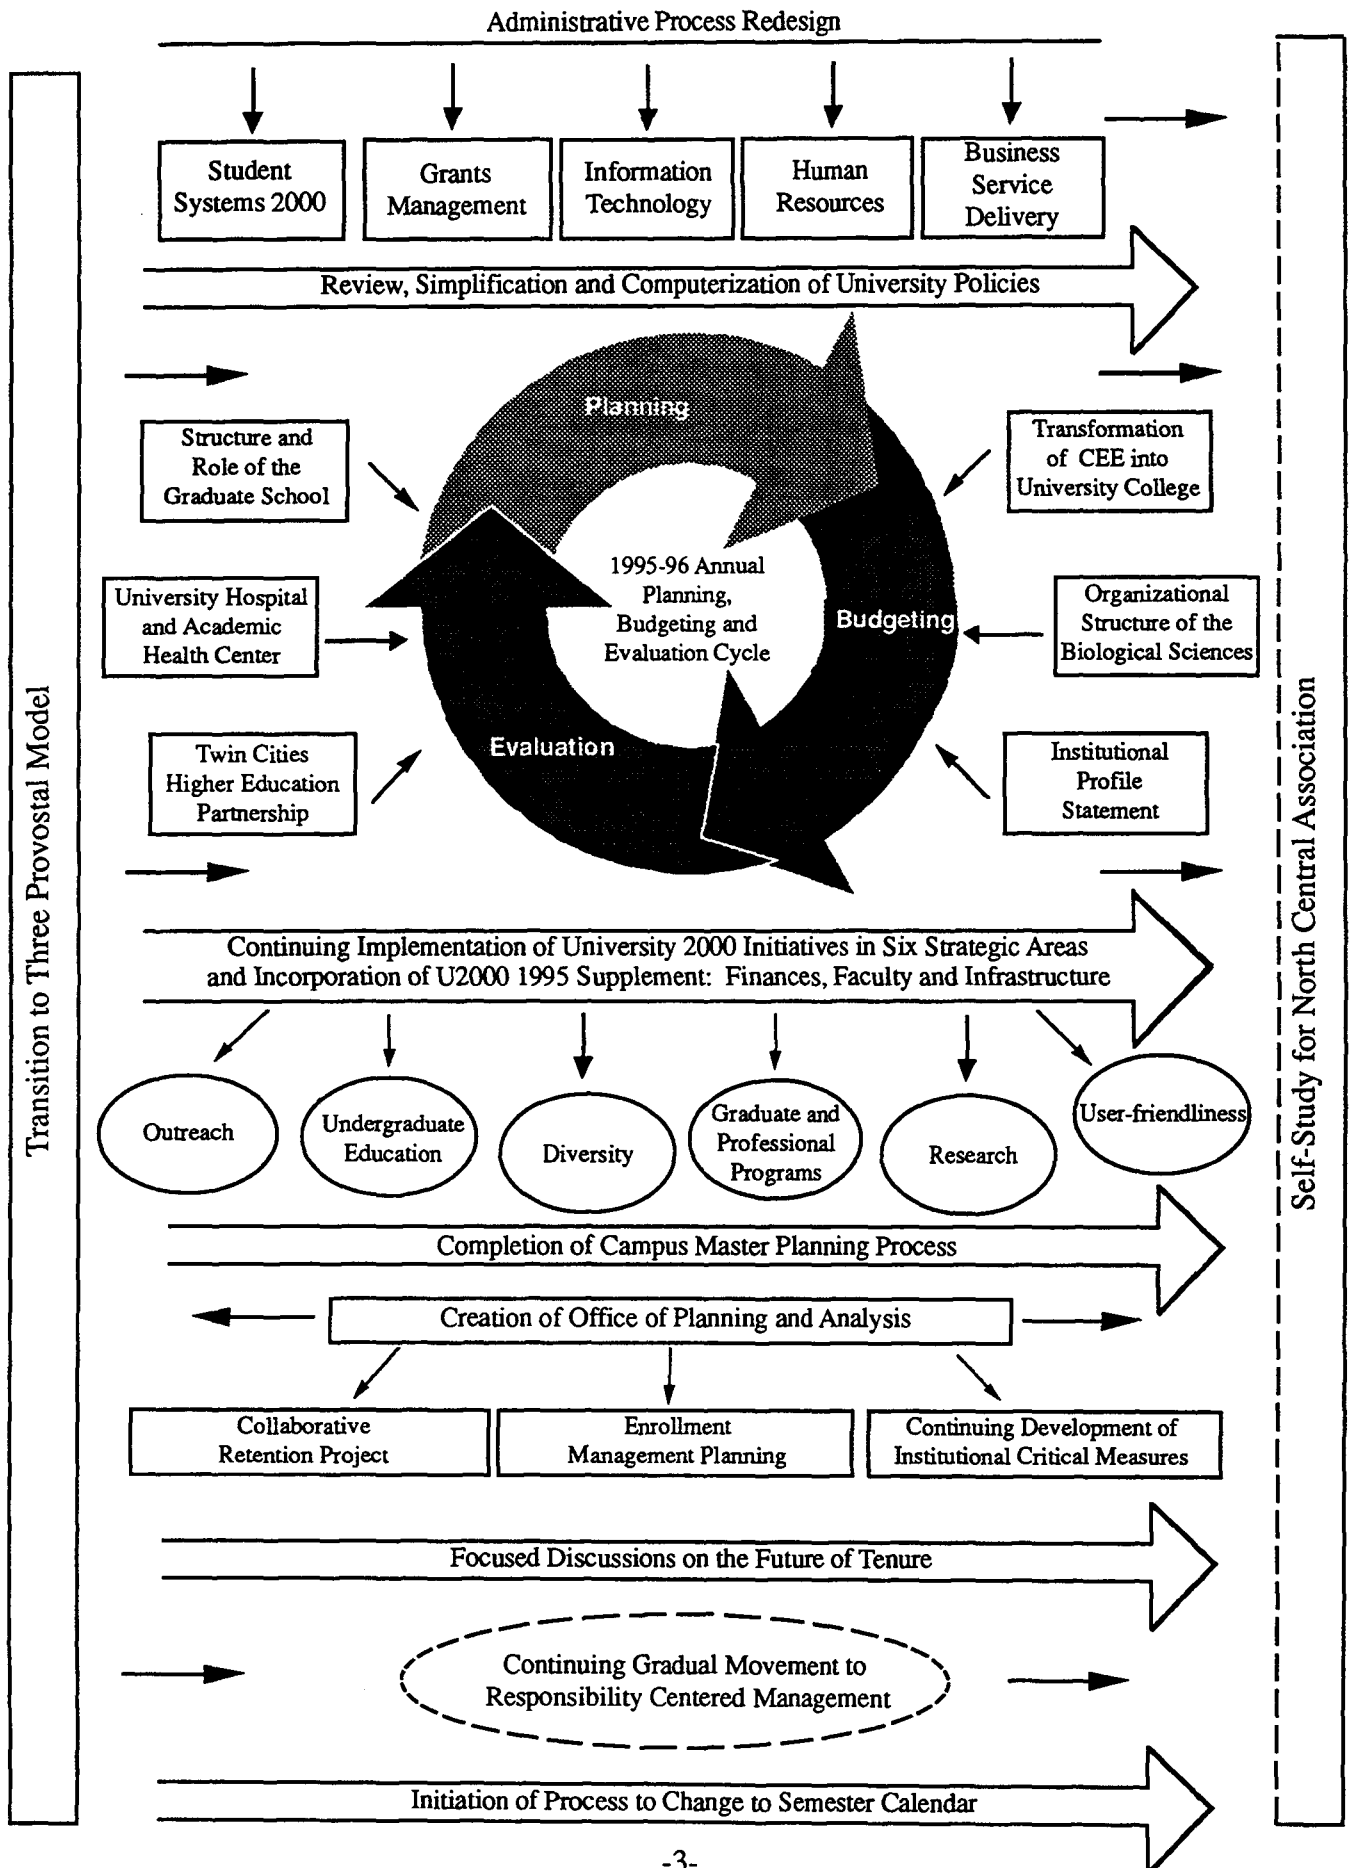 Administrative Process Redesign
Student
Systems 2000
Grants
Management
Information
Technology
Human
Resources
Business
Service
Delivery
Review, Simplification and Computerization of University Policies
Planning
Structure and
Role of the
Graduate School
Transformation
of CEE into
University College
1995-96 Annual
Planning,
Budgeting and
Evaluation Cycle
University Hospital
and Academic
Health Center
Budgeting
Organizational
Structure of the
Biological Sciences
Evaluation
Twin Cities
Higher Education
Partnership
Institutional
Profile
Statement
Transition to Three Provostal Model
Self-Study for North Central Association
Continuing Implementation of University 2000 Initiatives in Six Strategic Areas
and Incorporation of U2000 1995 Supplement: Finances, Faculty and Infrastructure
Outreach
Undergraduate
Education
Diversity
Graduate and
Professional
Programs
Research
User-friendliness
Completion of Campus Master Planning Process
Creation of Office of Planning and Analysis
Collaborative
Retention Project
Enrollment
Management Planning
Continuing Development of
Institutional Critical Measures
Focused Discussions on the Future of Tenure
Continuing Gradual Movement to
Responsibility Centered Management
Initiation of Process to Change to Semester Calendar
-3-